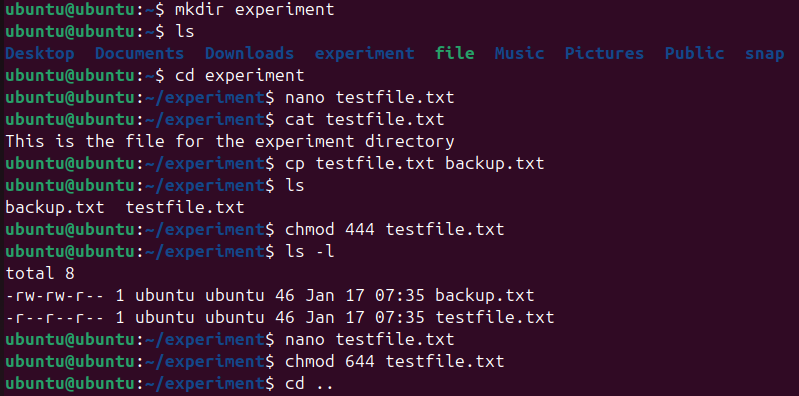 ubuntu@ubuntu:~$ mkdir experiment
ubuntu@ubuntu:~$ ls
Desktop  Documents  Downloads  experiment  file  Music  Pictures  Public  snap
ubuntu@ubuntu:~$ cd experiment
ubuntu@ubuntu:~/experiment$ nano testfile.txt
ubuntu@ubuntu:~/experiment$ cat testfile.txt
This is the file for the experiment directory
ubuntu@ubuntu:~/experiment$ cp testfile.txt backup.txt
ubuntu@ubuntu:~/experiment$ ls
backup.txt  testfile.txt
ubuntu@ubuntu:~/experiment$ chmod 444 testfile.txt
ubuntu@ubuntu:~/experiment$ ls -l
total 8
-rw-rw-r-- 1 ubuntu ubuntu 46 Jan 17 07:35 backup.txt
-r--r--r-- 1 ubuntu ubuntu 46 Jan 17 07:35 testfile.txt
ubuntu@ubuntu:~/experiment$ nano testfile.txt
ubuntu@ubuntu:~/experiment$ chmod 644 testfile.txt
ubuntu@ubuntu:~/experiment$ cd ..